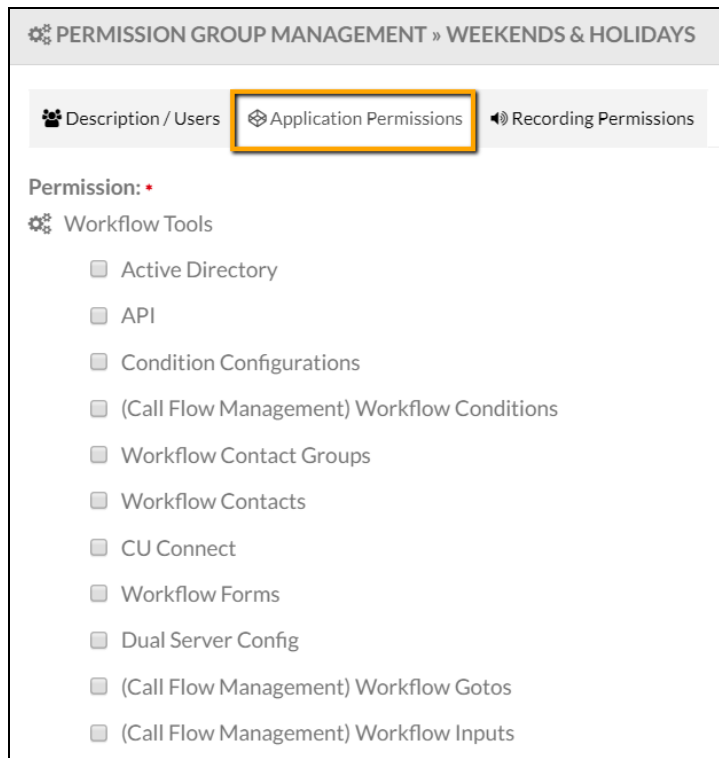 PERMISSION GROUP MANAGEMENT » WEEKENDS & HOLIDAYS
Description / Users Application Permissions Recording Permissions
Permission: •
Workflow Tools
Active Directory
API
Condition Configurations
(Call Flow Management) Workflow Conditions
Workflow Contact Groups
Workflow Contacts
CU Connect
Workflow Forms
Dual Server Config
(Call Flow Management) Workflow Gotos
(Call Flow Management) Workflow Inputs